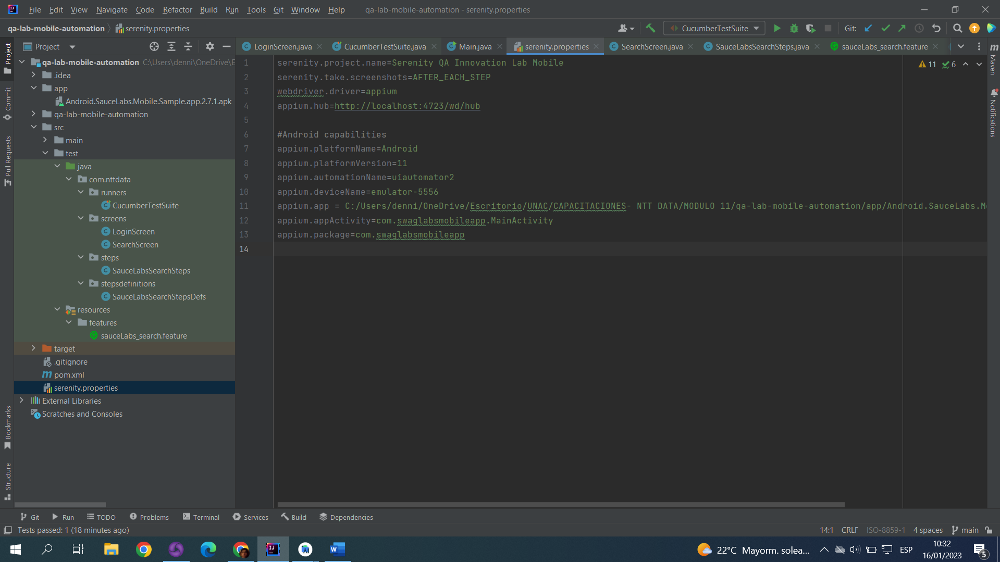 File Edit View Navigate Code Refactor Build Run Tools Git Window Help qa-lab-mobile-automation - serenity.properties
qa-lab-mobile-automation serenity.properties CucumberTestSuite Git:
Project LoginScreen.java CucumberTestSuite.java Main.java serenity.properties SearchScreen.java SauceLabsSearchSteps.java sauceLabs_search.feature
Project
Commit
Pull Requests
Bookmarks
Structure
qa-lab-mobile-automation C:\Users\denni\OneDrive\E
.idea
app
Android.SauceLabs.Mobile.Sample.app.2.7.1.apk
qa-lab-mobile-automation
src
main
test
java
com.nttdata
runners
CucumberTestSuite
screens
LoginScreen
SearchScreen
steps
SauceLabsSearchSteps
stepsdefinitions
SauceLabsSearchStepsDefs
resources
features
sauceLabs_search.feature
target
.gitignore
pom.xml
serenity.properties
External Libraries
Scratches and Consoles
1 serenity.project.name=Serenity QA Innovation Lab Mobile
2 serenity.take.screenshots=AFTER_EACH_STEP
3 webdriver.driver=appium
4 appium.hub=http://localhost:4723/wd/hub
5
6 #Android capabilities
7 appium.platformName=Android
8 appium.platformVersion=11
9 appium.automationName=uiautomator2
10 appium.deviceName=emulator-5556
11 appium.app = C:/Users/denni/OneDrive/Escritorio/UNAC/CAPACITACIONES- NTT DATA/MODULO 11/qa-lab-mobile-automation/app/Android.SauceLabs.Mo
12 appium.appActivity=com.swaglabsmobileapp.MainActivity
13 appium.package=com.swaglabsmobileapp
14
11 6
Maven
Notifications
Git Run TODO Problems Terminal Services Build Dependencies
Tests passed: 1 (18 minutes ago) 14:1 CRLF ISO-8859-1 4 spaces main
22°C Mayorm. solea... ESP 10:32
16/01/2023 5